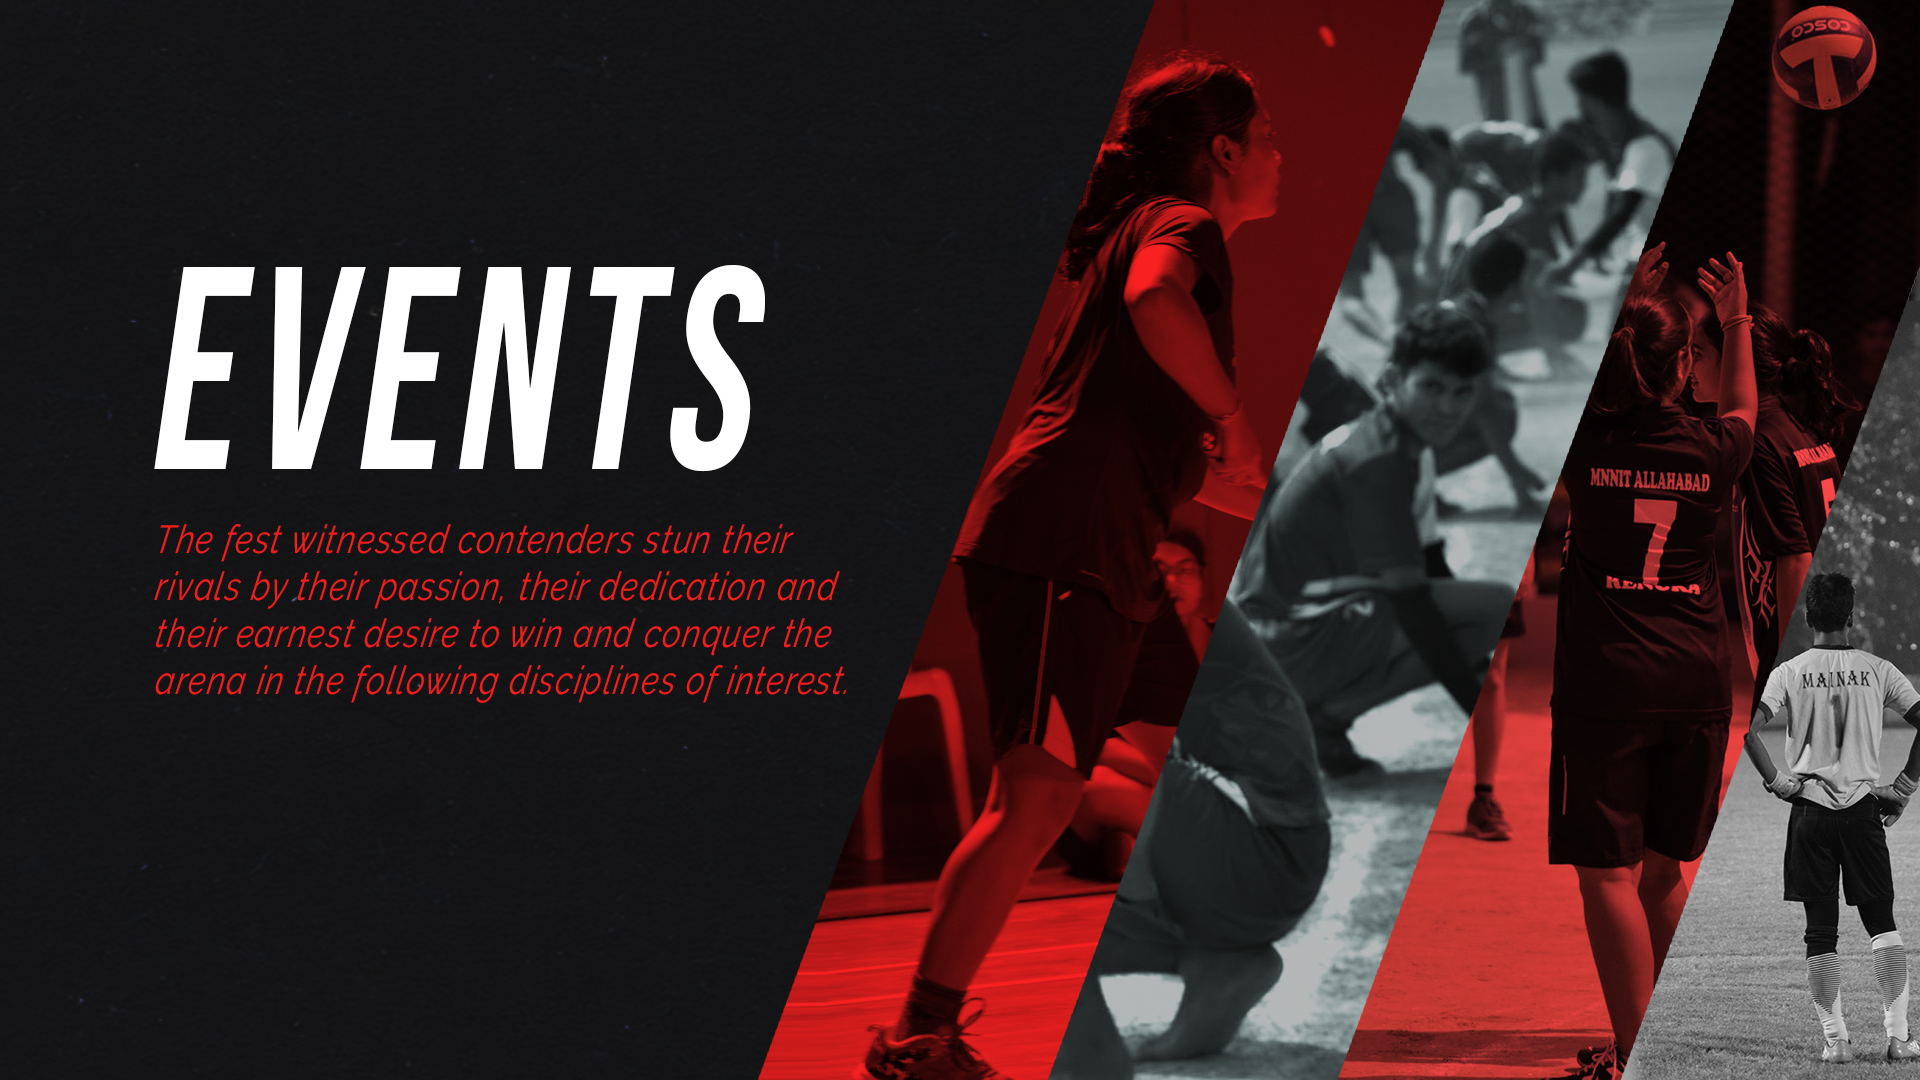 EVENTS
The fest witnessed contenders stun their
rivals by their passion, their dedication and
their earnest desire to win and conquer the
arena in the following disciplines of interest.
COSCO
MNNIT ALLAHABAD
7
MAINAK
1